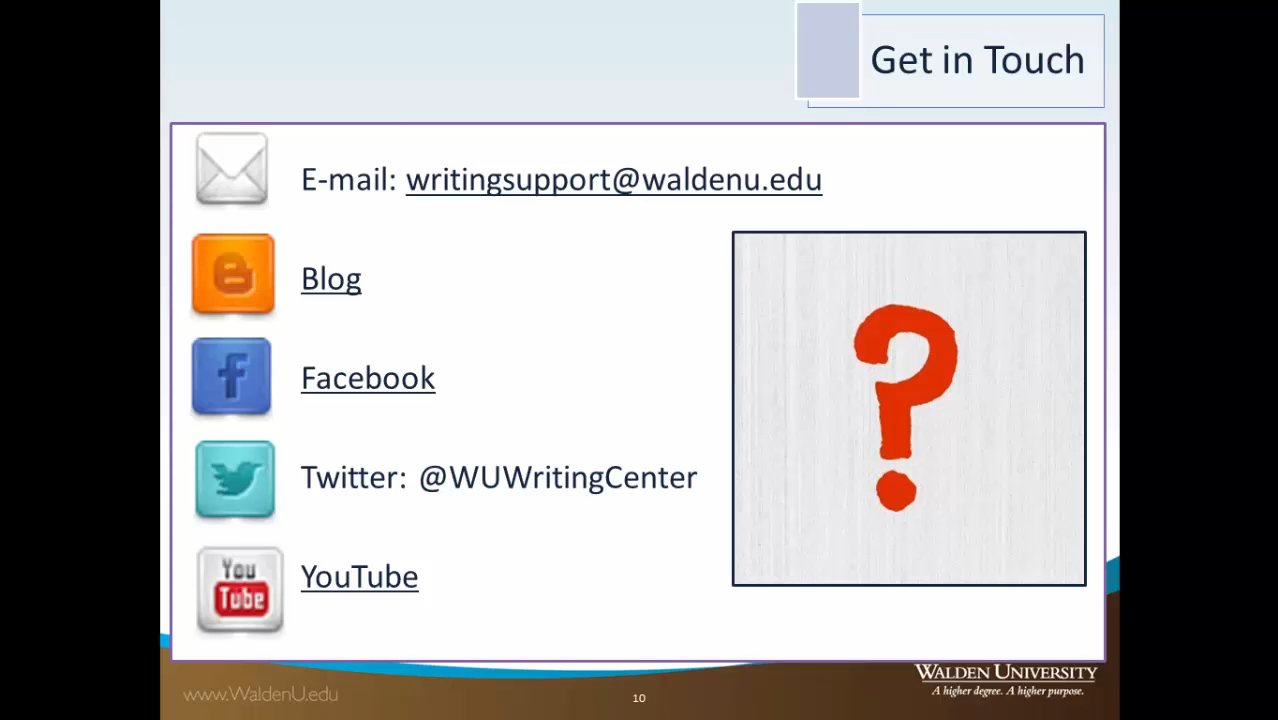 Get in Touch
E-mail: writingsupport@waldenu.edu
Blog
Facebook
Twitter: @WUWritingCenter
You
Tube
YouTube
?
www.WaldenU.edu
10
WALDEN UNIVERSITY
A higher degree. A higher purpose.